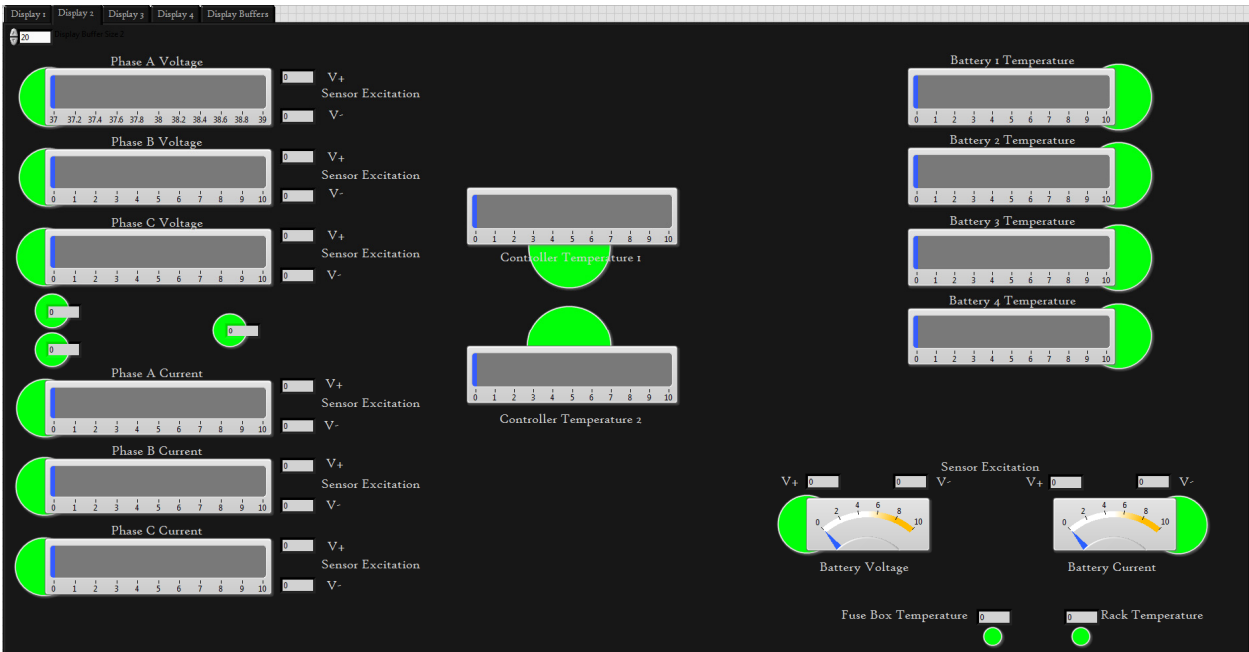 Display 1 Display 2 Display 3 Display 4 Display Buffers
20 Display Buffer Size 2
Phase A Voltage
0 V+
Sensor Excitation
0 V-
37 37.2 37.4 37.6 37.8 38 38.2 38.4 38.6 38.8 39
Phase B Voltage
0 V+
Sensor Excitation
0 V-
0 1 2 3 4 5 6 7 8 9 10
Phase C Voltage
0 V+
Sensor Excitation
0 V-
0 1 2 3 4 5 6 7 8 9 10
0
0
0
Phase A Current
0 V+
Sensor Excitation
0 V-
0 1 2 3 4 5 6 7 8 9 10
Phase B Current
0 V+
Sensor Excitation
0 V-
0 1 2 3 4 5 6 7 8 9 10
Phase C Current
0 V+
Sensor Excitation
0 V-
0 1 2 3 4 5 6 7 8 9 10
0 1 2 3 4 5 6 7 8 9 10
Controller Temperature 1
0 1 2 3 4 5 6 7 8 9 10
Controller Temperature 2
Battery 1 Temperature
0 1 2 3 4 5 6 7 8 9 10
Battery 2 Temperature
0 1 2 3 4 5 6 7 8 9 10
Battery 3 Temperature
0 1 2 3 4 5 6 7 8 9 10
Battery 4 Temperature
0 1 2 3 4 5 6 7 8 9 10
Sensor Excitation
V+ 0 0 V- V+ 0 0 V-
0 2 4 6 8 10
Battery Voltage
0 2 4 6 8 10
Battery Current
Fuse Box Temperature 0
0 Rack Temperature